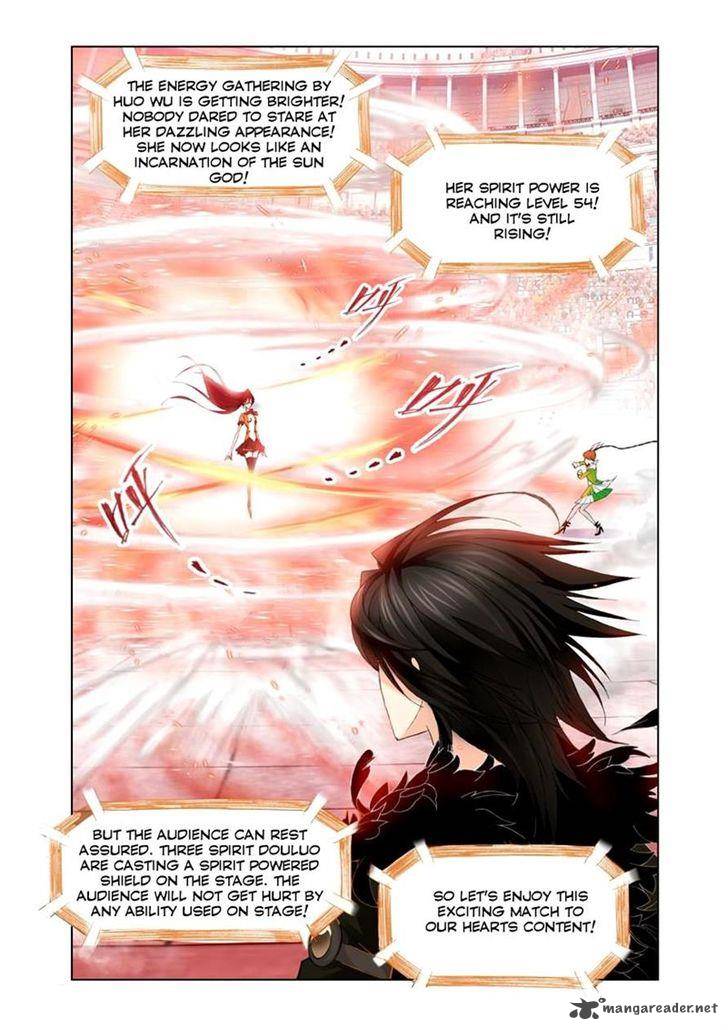 THE ENERGY GATHERING BY
HUO WU IS GETTING BRIGHTER!
NOBODY DARED TO STARE AT
HER DAZZLING APPEARANCE!
SHE NOW LOOKS LIKE AN
INCARNATION OF THE SUN
GOD!
HER SPIRIT POWER IS
REACHING LEVEL 54!
AND IT'S STILL
RISING!
呼
呼
呼
BUT THE AUDIENCE CAN REST
ASSURED. THREE SPIRIT DOULUO
ARE CASTING A SPIRIT POWERED
SHIELD ON THE STAGE. THE
AUDIENCE WILL NOT GET HURT BY
ANY ABILITY USED ON STAGE!
SO LET'S ENJOY THIS
EXCITING MATCH TO
OUR HEARTS CONTENT!
mangareader.net